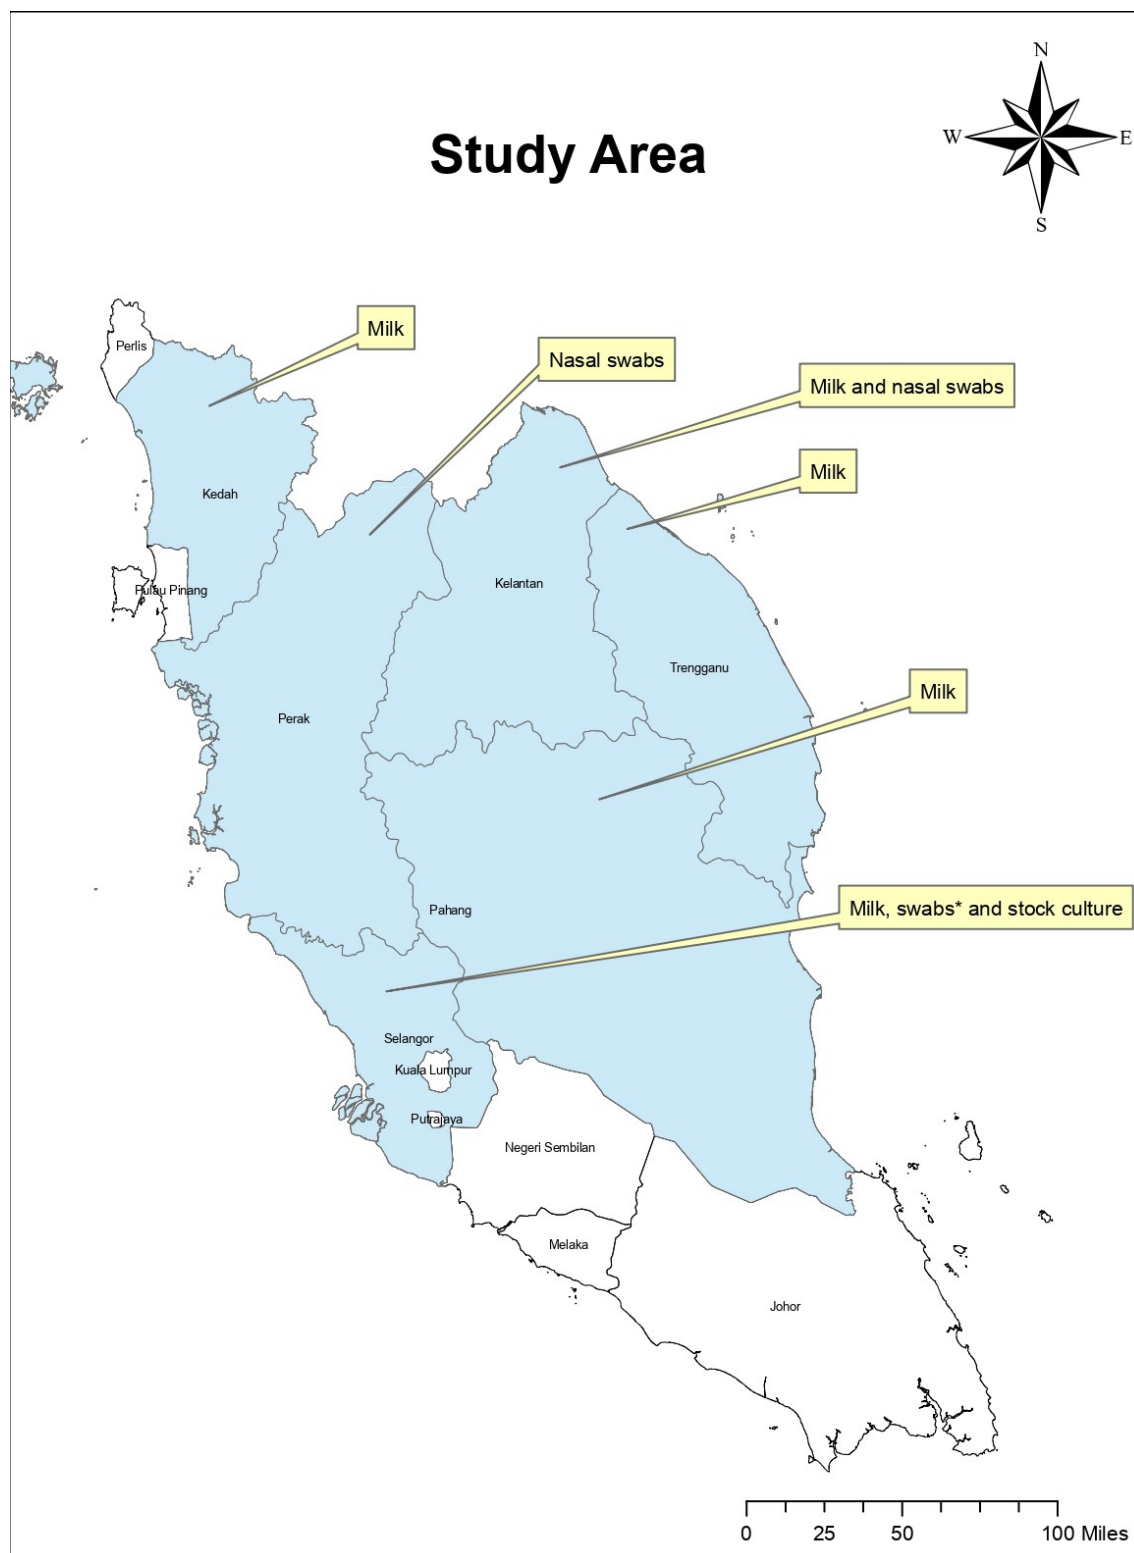 N
W
E
S
Study Area
Milk
Perlis
Nasal swabs
Milk and nasal swabs
Milk
Kedah
Kelantan
Pulau Pinang
Trengganu
Milk
Perak
Pahang
Milk, swabs* and stock culture
Selangor
Kuala Lumpur
Putrajaya
Negeri Sembilan
Melaka
Johor
0 25 50 100 Miles